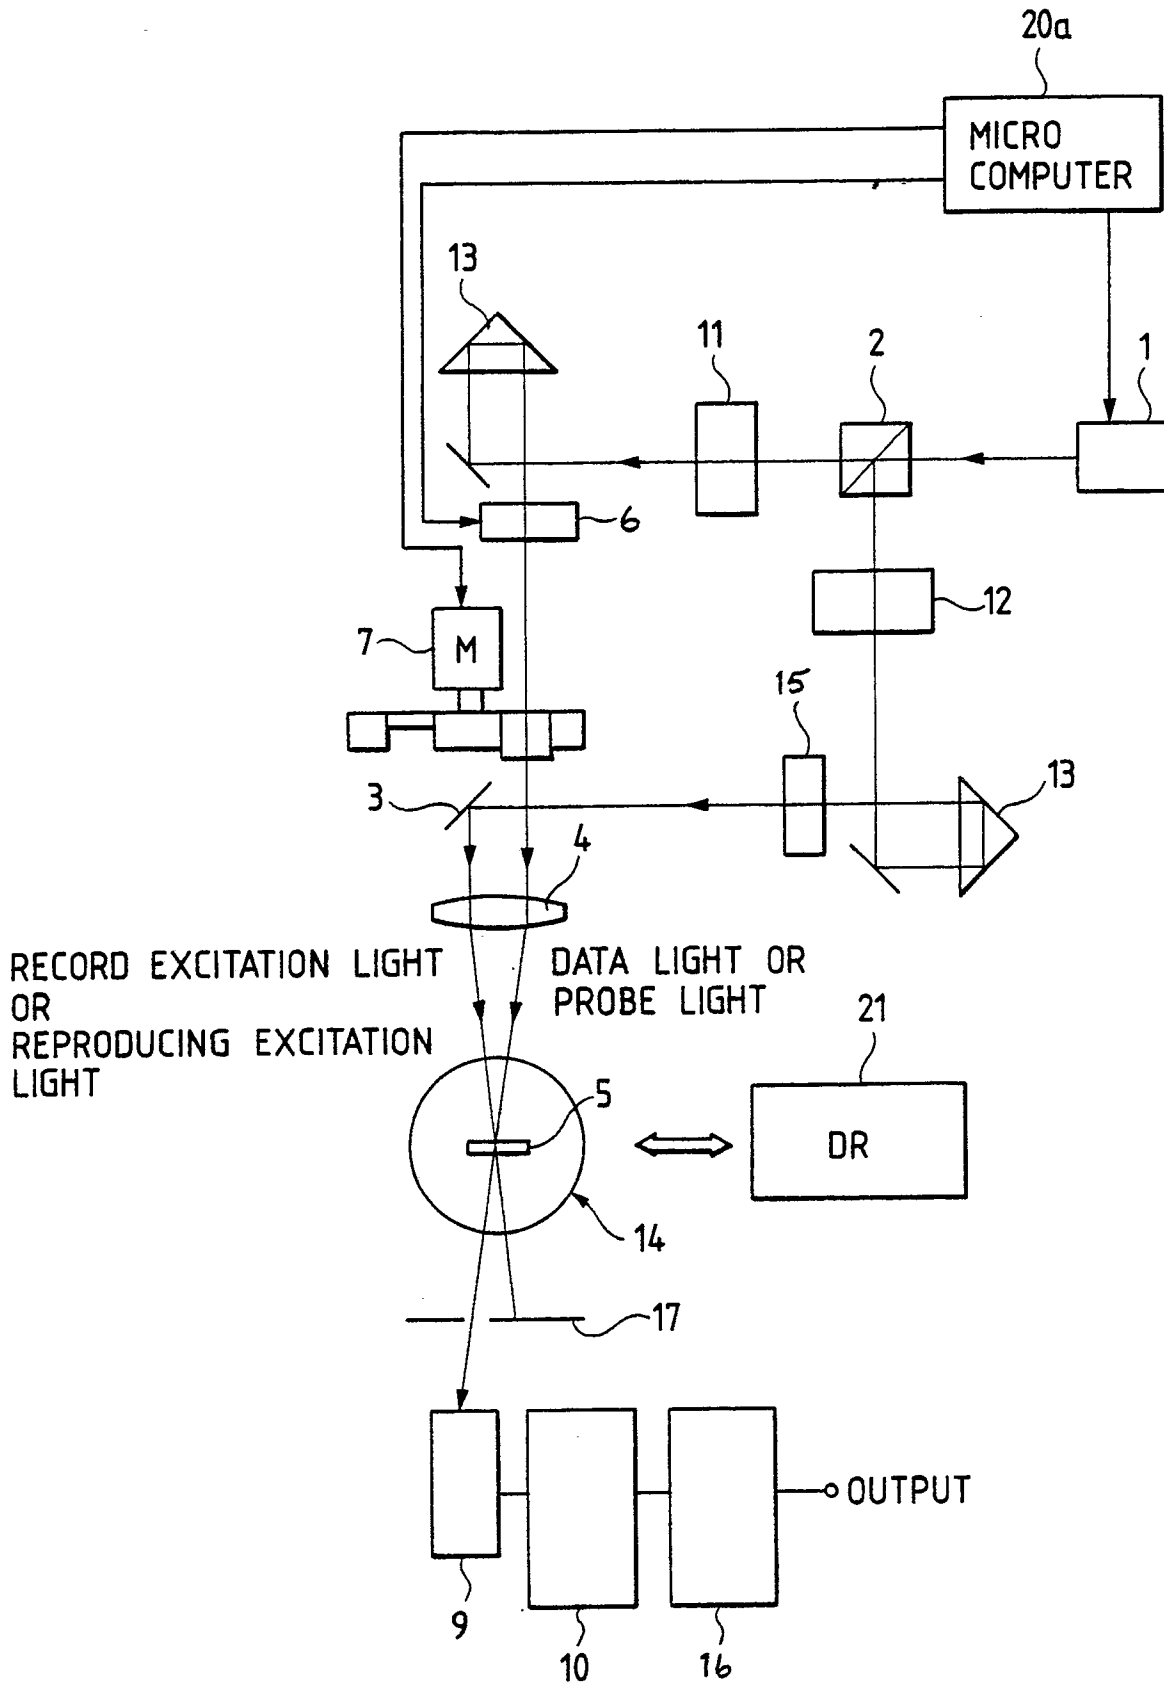 20a
MICRO
COMPUTER
13
11
2
1
6
12
7
M
15
3
13
4
RECORD EXCITATION LIGHT
OR
REPRODUCING EXCITATION
LIGHT
DATA LIGHT OR
PROBE LIGHT
21
5
DR
14
17
OUTPUT
9
10
16